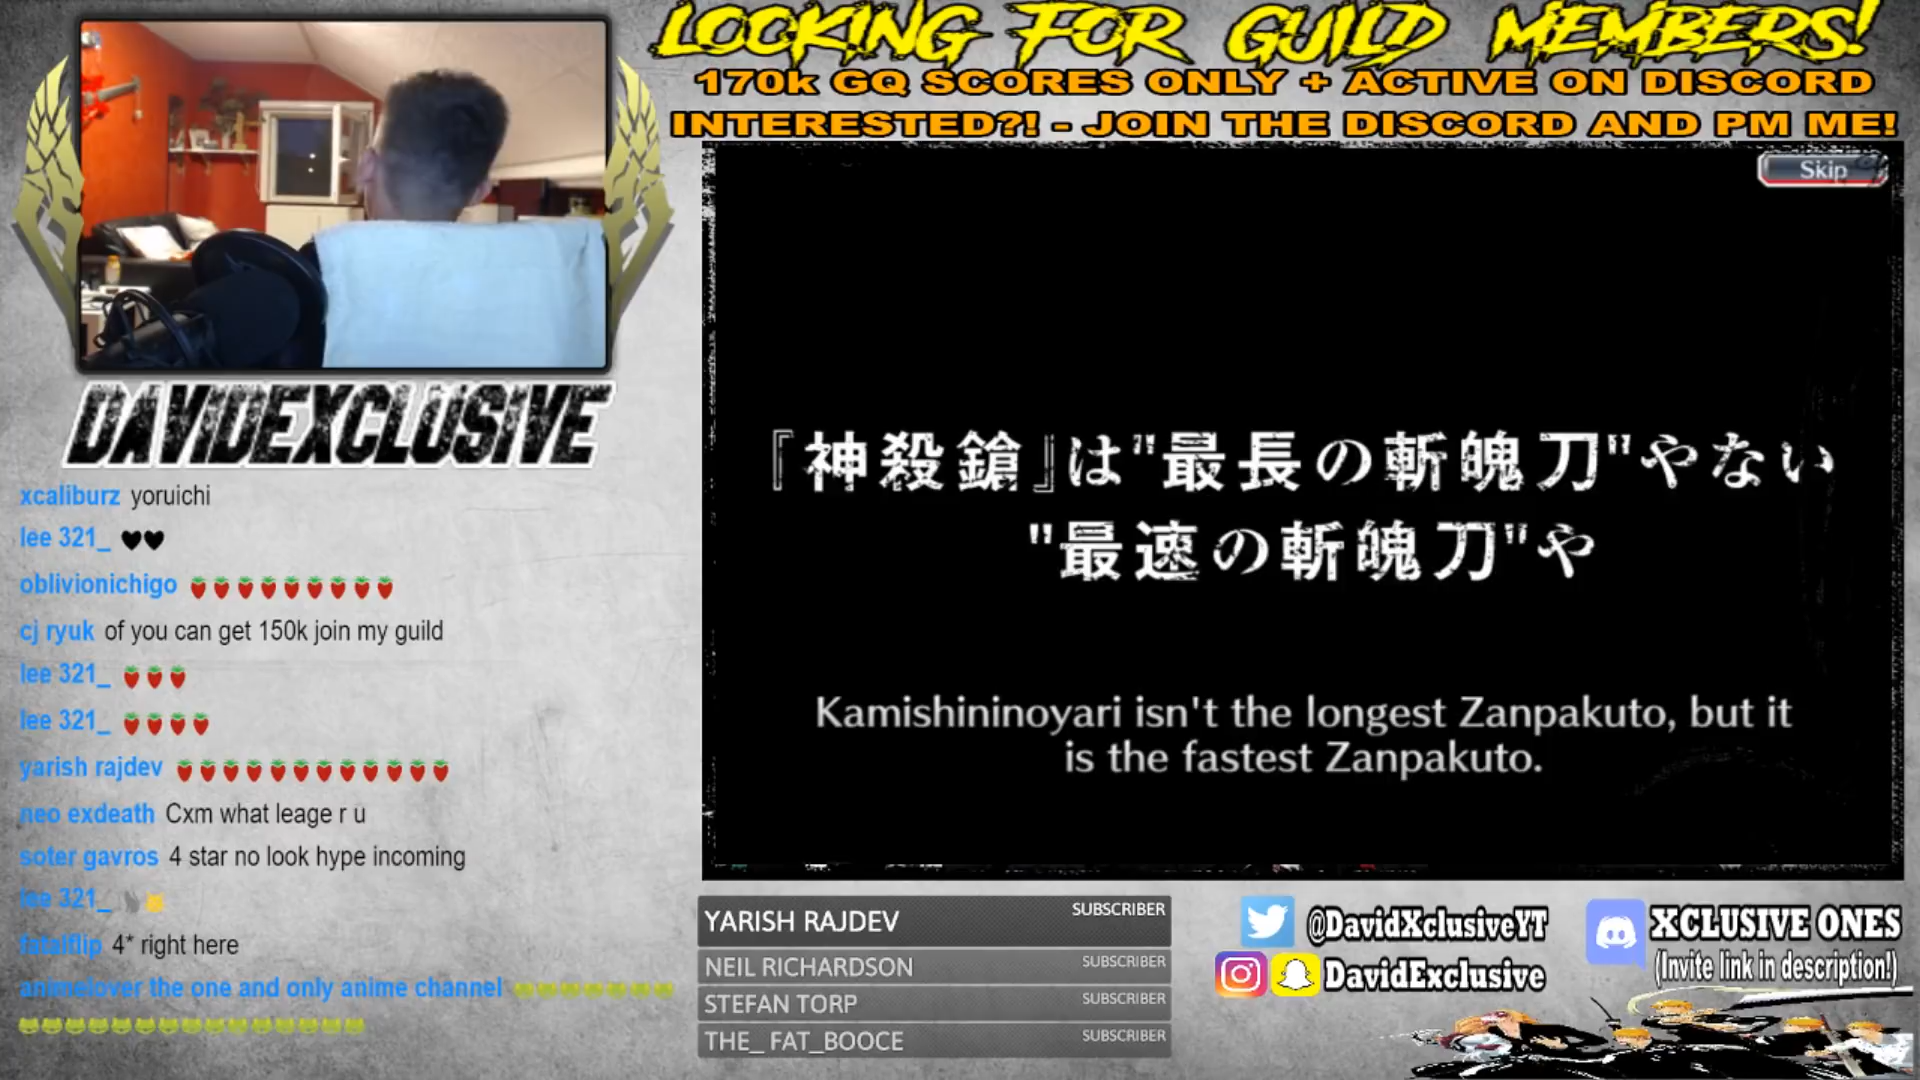 LOOKING FOR GUILD MEMBERS!
170k GQ SCORES ONLY + ACTIVE ON DISCORD
INTERESTED?! - JOIN THE DISCORD AND PM ME!
Skip
『神殺鎗』は"最長の斬魄刀"やない
"最速の斬魄刀"や
Kamishininoyari isn't the longest Zanpakuto, but it
is the fastest Zanpakuto.
DAVIDEXCLUSIVE
xcaliburz yoruichi
lee 321_
oblivionichigo
cj ryuk of you can get 150k join my guild
lee 321_
lee 321_
yarish rajdev
neo exdeath Cxm what leage r u
soter gavros 4 star no look hype incoming
lee 321_
fatalflip 4* right here
animelover the one and only anime channel
YARISH RAJDEV SUBSCRIBER
NEIL RICHARDSON SUBSCRIBER
STEFAN TORP SUBSCRIBER
THE_ FAT_BOOCE SUBSCRIBER
@DavidXclusiveYT
DavidExclusive
XCLUSIVE ONES
(Invite link in description!)